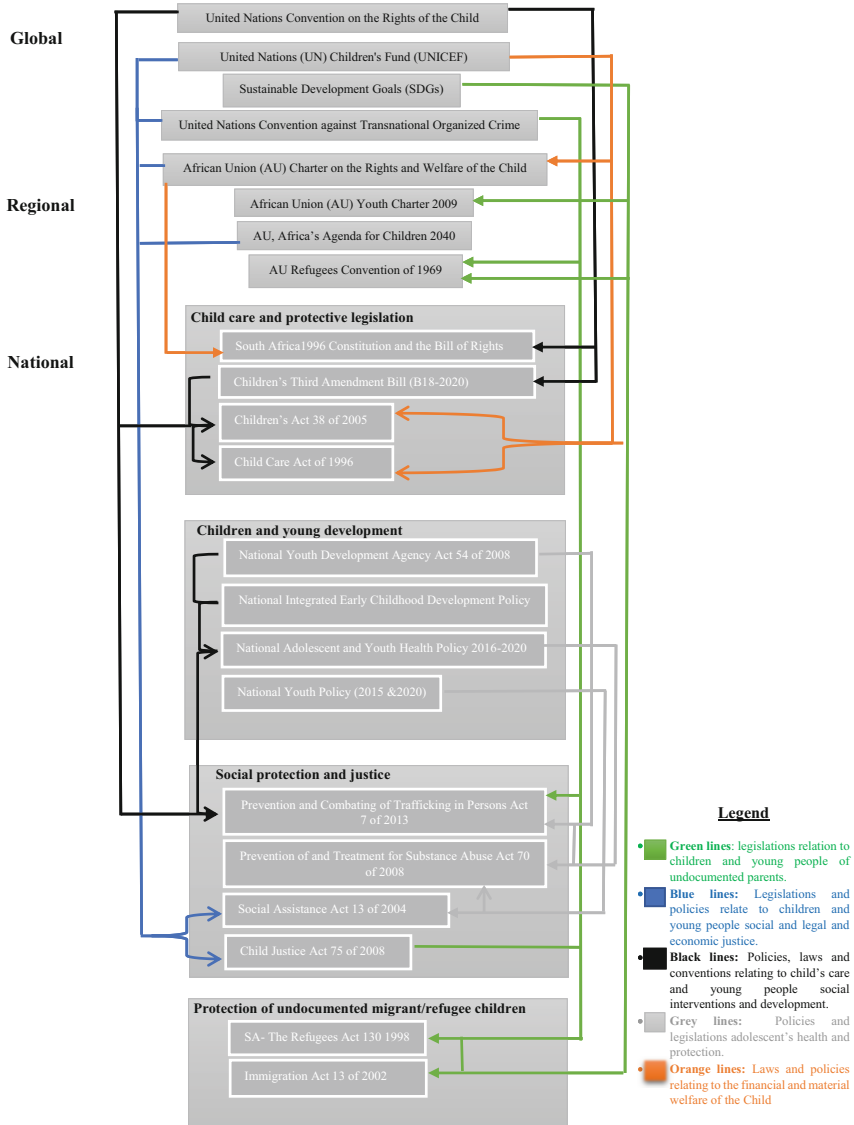 Global
United Nations Convention on the Rights of the Child
United Nations (UN) Children's Fund (UNICEF)
Sustainable Development Goals (SDGs)
United Nations Convention against Transnational Organized Crime
African Union (AU) Charter on the Rights and Welfare of the Child
Regional
African Union (AU) Youth Charter 2009
AU, Africa's Agenda for Children 2040
AU Refugees Convention of 1969
National
Child care and protective legislation
South Africa1996 Constitution and the Bill of Rights
Children's Third Amendment Bill (B18-2020)
Children's Act 38 of 2005
Child Care Act of 1996
Children and young development
National Youth Development Agency Act 54 of 2008
National Integrated Early Childhood Development Policy
National Adolescent and Youth Health Policy 2016-2020
National Youth Policy (2015 &2020)
Social protection and justice
Prevention and Combating of Trafficking in Persons Act
7 of 2013
Prevention of and Treatment for Substance Abuse Act 70
of 2008
Social Assistance Act 13 of 2004
Child Justice Act 75 of 2008
Protection of undocumented migrant/refugee children
SA- The Refugees Act 130 1998
Immigration Act 13 of 2002
Legend
Green lines: legislations relation to
children and young people of
undocumented parents.
Blue lines: Legislations and
policies relate to children and
young people social and legal and
economic justice.
Black lines: Policies, laws and
conventions relating to child's care
and young people social
interventions and development.
Grey lines: Policies and
legislations adolescent's health and
protection.
Orange lines: Laws and policies
relating to the financial and material
welfare of the Child